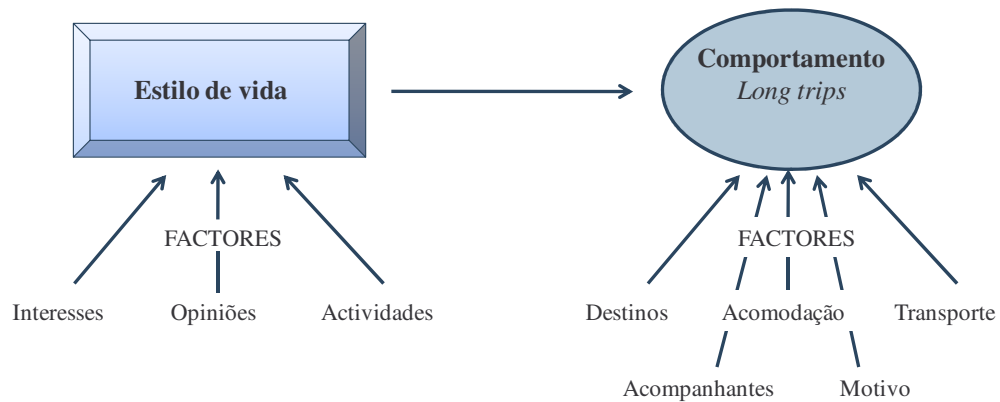 Estilo de vida
Comportamento
Long trips
FACTORES
FACTORES
Interesses
Opiniões
Actividades
Destinos
Acomodação
Transporte
Acompanhantes
Motivo